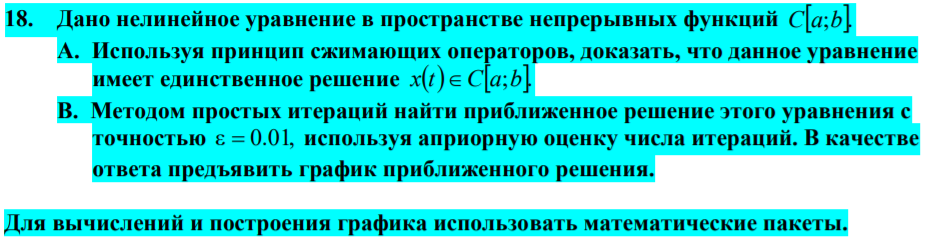 18. Дано нелинейное уравнение в пространстве непрерывных функций C[a;b].
А. Используя принцип сжимающих операторов, доказать, что данное уравнение
имеет единственное решение x(t)∈C[a;b].
В. Методом простых итераций найти приближенное решение этого уравнения с
точностью ε = 0.01, используя априорную оценку числа итераций. В качестве
ответа предъявить график приближенного решения.
Для вычислений и построения графика использовать математические пакеты.